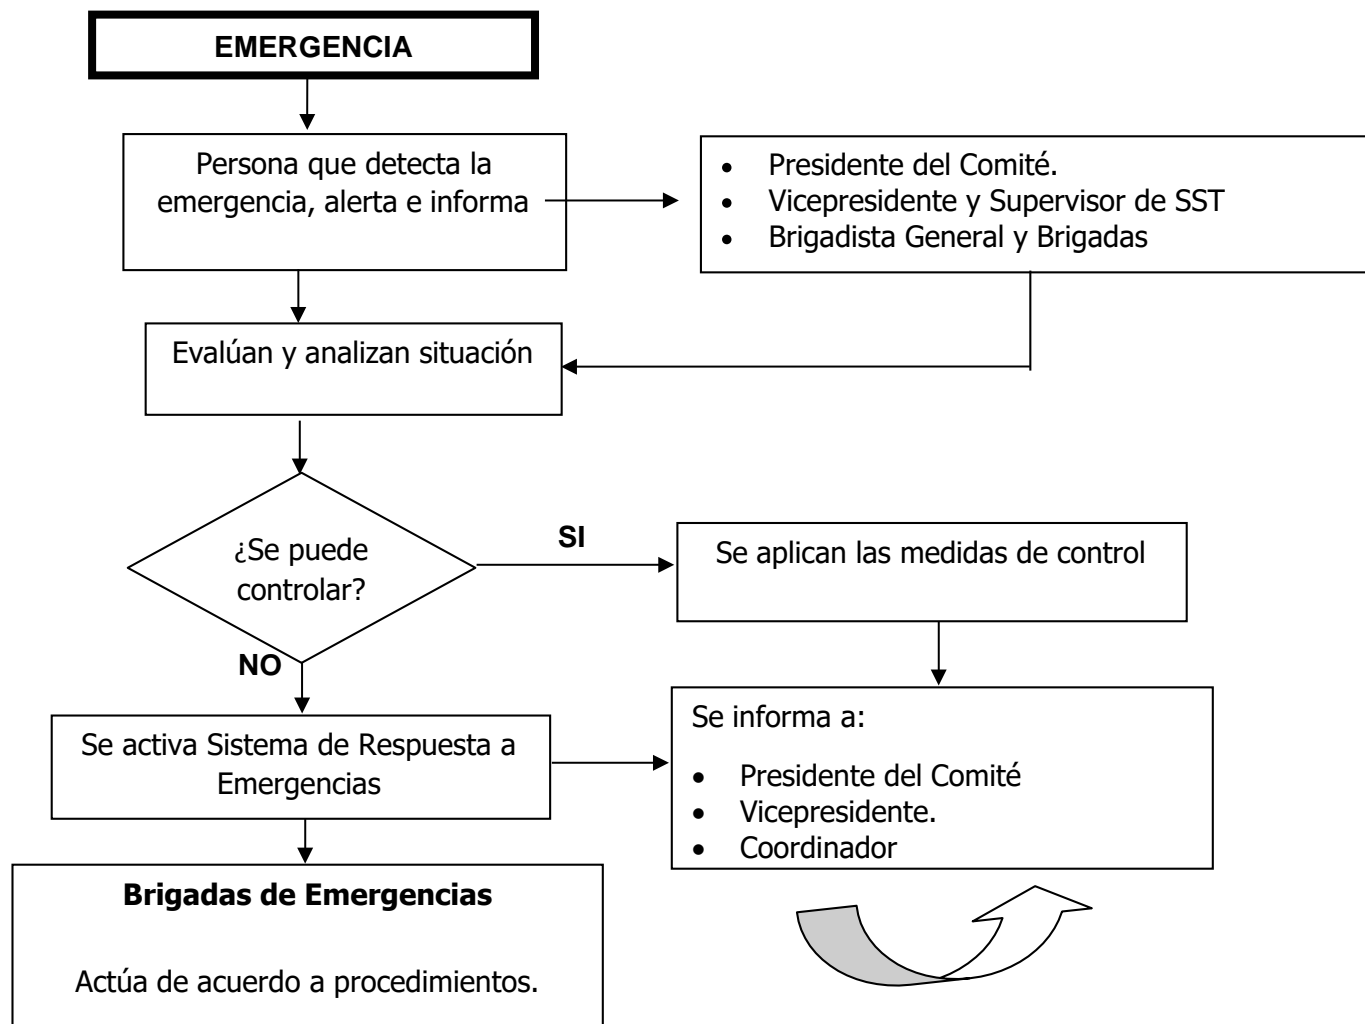 EMERGENCIA
Persona que detecta la
emergencia, alerta e informa
• Presidente del Comité.
• Vicepresidente y Supervisor de SST
• Brigadista General y Brigadas
Evalúan y analizan situación
¿Se puede
controlar?
SI
Se aplican las medidas de control
NO
Se activa Sistema de Respuesta a
Emergencias
Se informa a:
• Presidente del Comité
• Vicepresidente.
• Coordinador
Brigadas de Emergencias
Actúa de acuerdo a procedimientos.